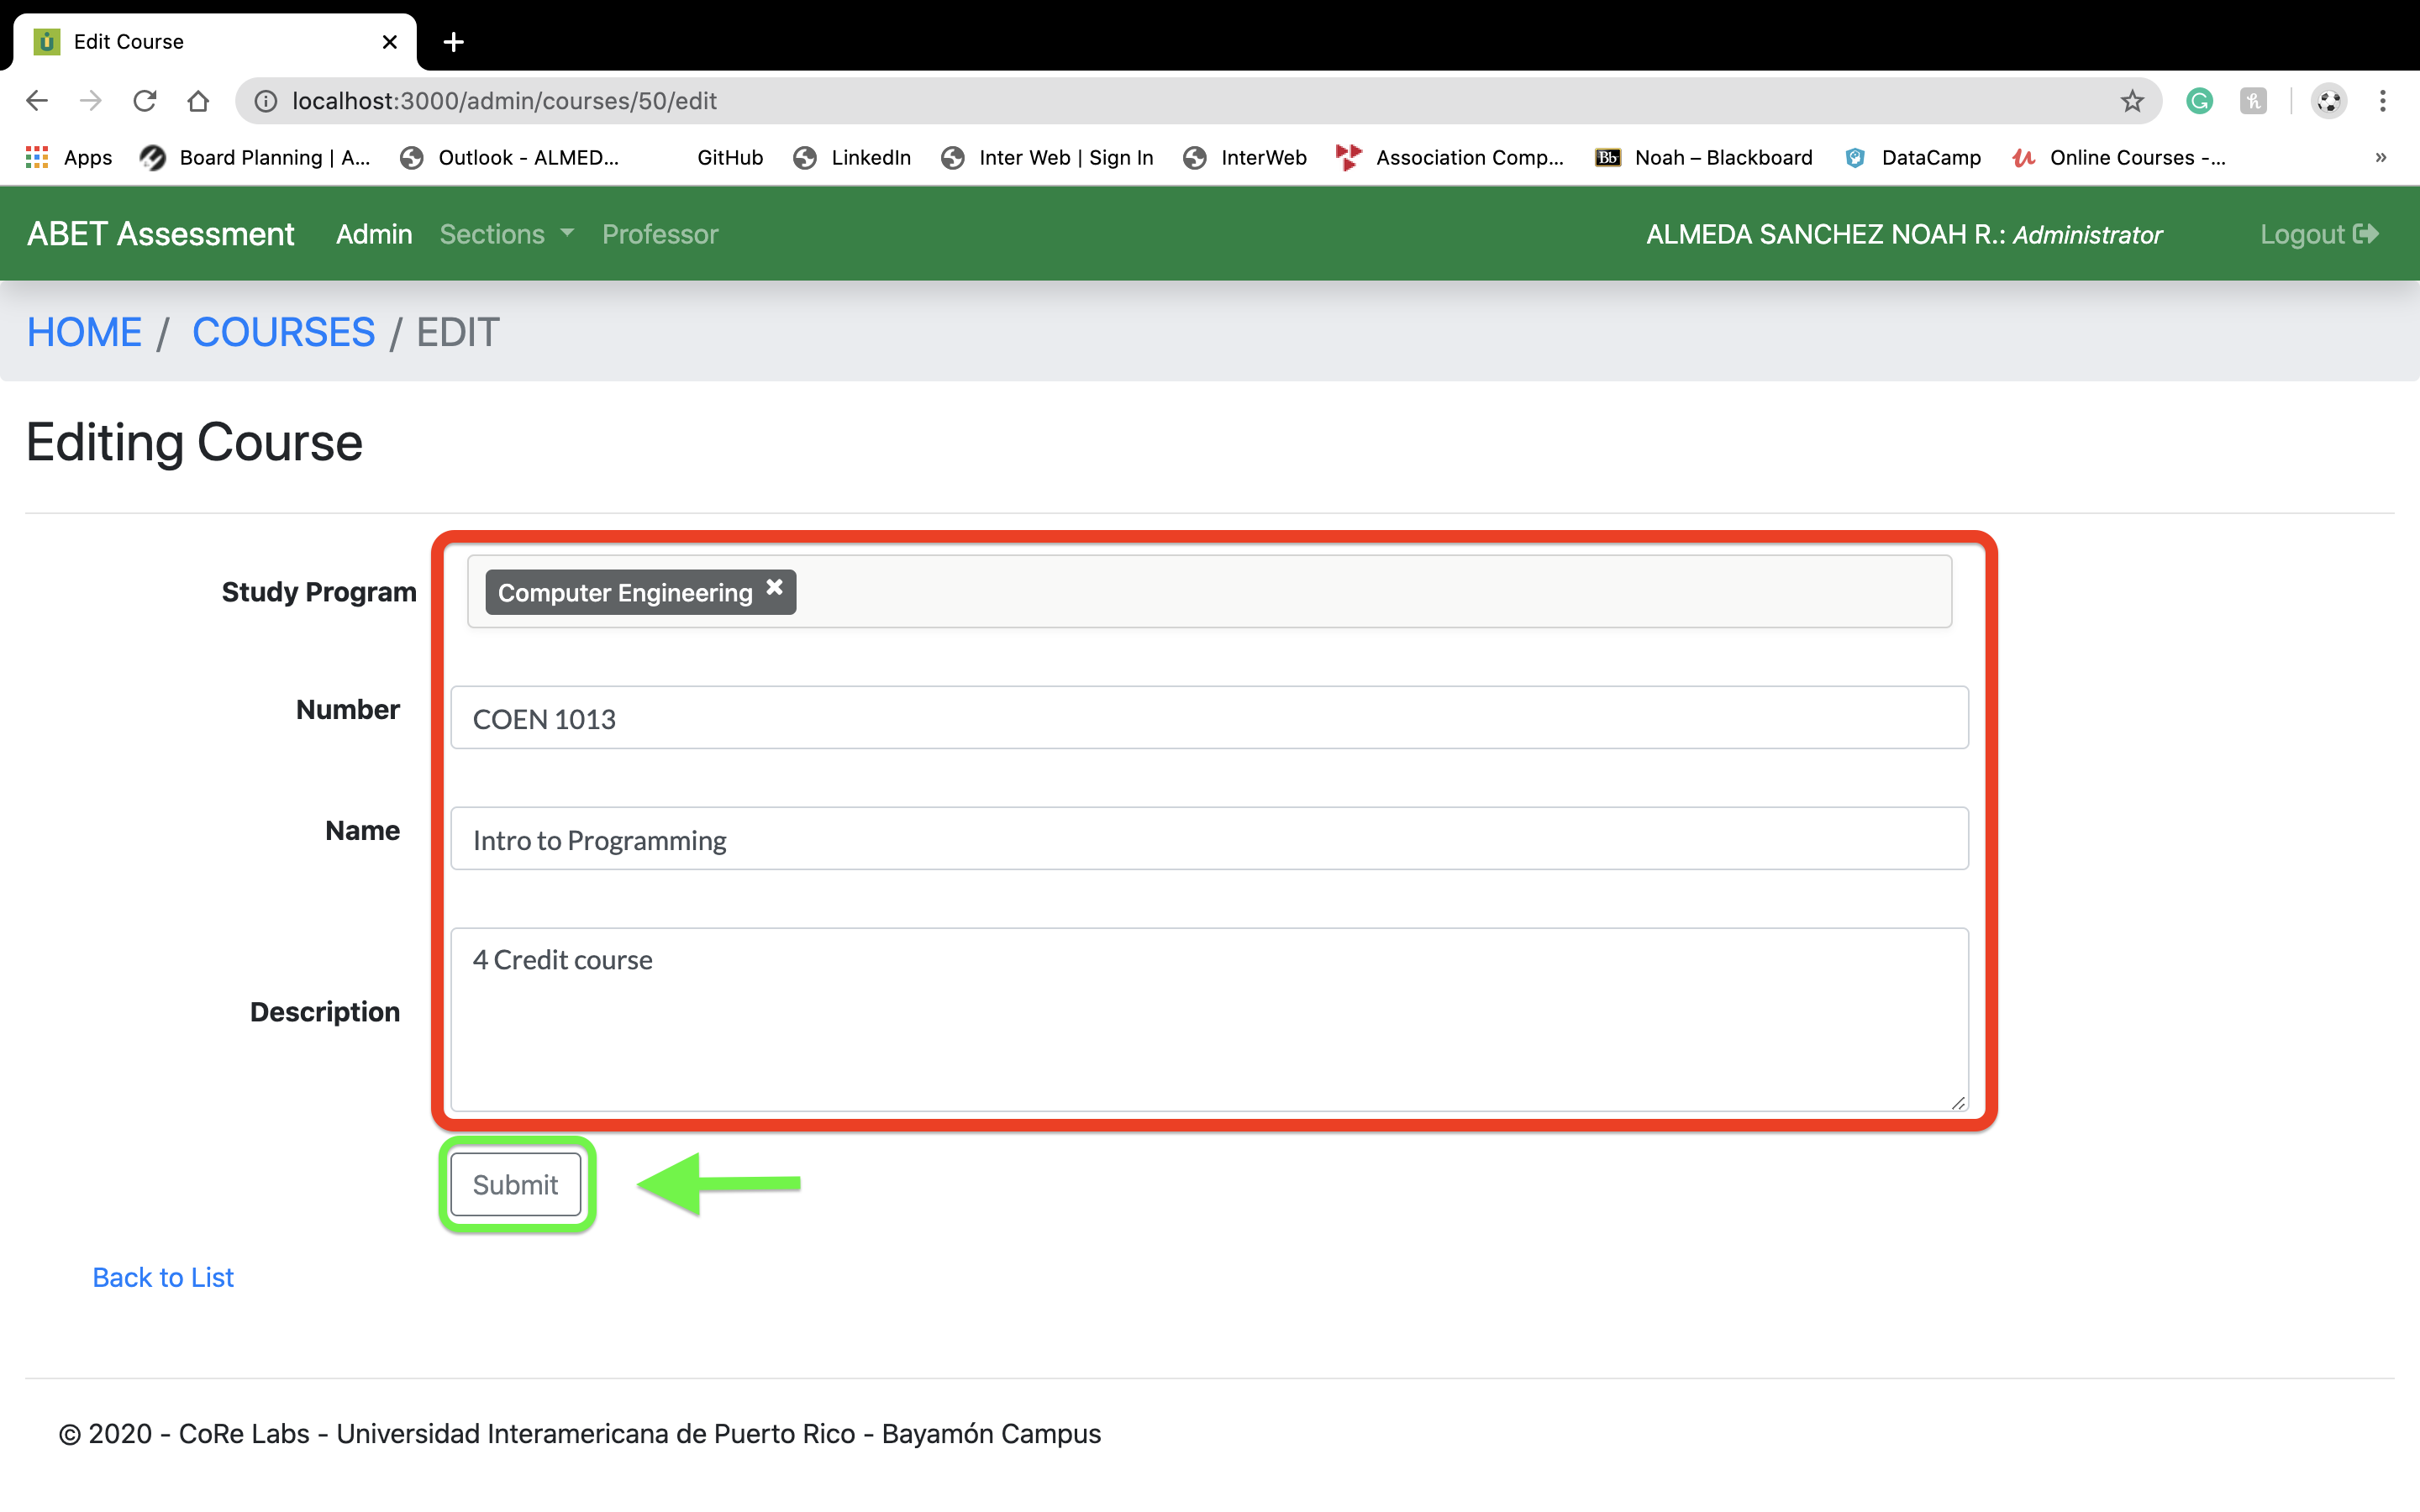 Edit Course
localhost:3000/admin/courses/50/edit
Apps Board Planning | A... Outlook - ALMED... GitHub LinkedIn Inter Web | Sign In InterWeb Association Comp... Bb Noah – Blackboard DataCamp Online Courses -... »
ABET Assessment Admin Sections Professor ALMEDA SANCHEZ NOAH R.: Administrator Logout
HOME / COURSES / EDIT
Editing Course
Study Program Computer Engineering
Number COEN 1013
Name Intro to Programming
Description 4 Credit course
Submit
Back to List
© 2020 - CoRe Labs - Universidad Interamericana de Puerto Rico - Bayamón Campus